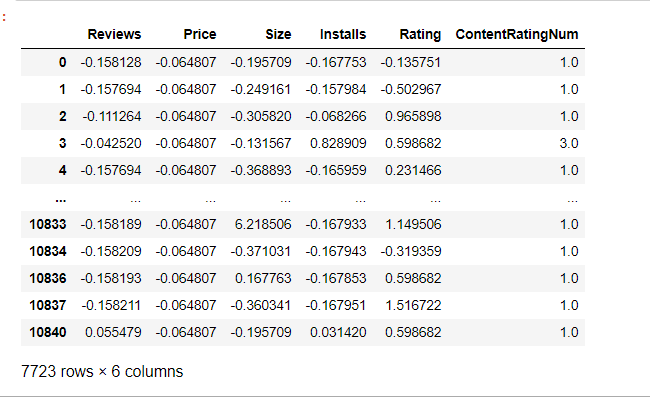 :
Reviews Price Size Installs Rating ContentRatingNum
0 -0.158128 -0.064807 -0.195709 -0.167753 -0.135751 1.0
1 -0.157694 -0.064807 -0.249161 -0.157984 -0.502967 1.0
2 -0.111264 -0.064807 -0.305820 -0.068266 0.965898 1.0
3 -0.042520 -0.064807 -0.131567 0.828909 0.598682 3.0
4 -0.157694 -0.064807 -0.368893 -0.165959 0.231466 1.0
... ... ... ... ... ... ...
10833 -0.158189 -0.064807 6.218506 -0.167933 1.149506 1.0
10834 -0.158209 -0.064807 -0.371031 -0.167943 -0.319359 1.0
10836 -0.158193 -0.064807 0.167763 -0.167853 0.598682 1.0
10837 -0.158211 -0.064807 -0.360341 -0.167951 1.516722 1.0
10840 0.055479 -0.064807 -0.195709 0.031420 0.598682 1.0
7723 rows × 6 columns